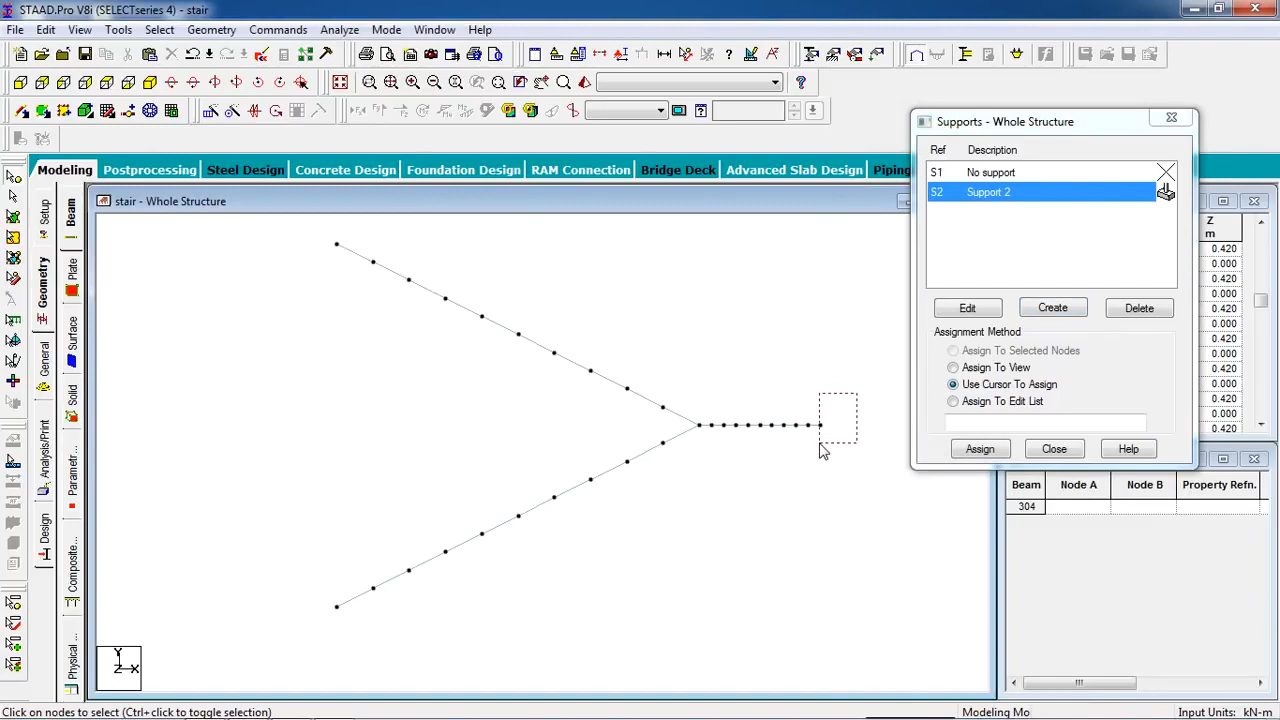 STAAD.Pro V8i (SELECTseries 4) - stair
File Edit View Tools Select Geometry Commands Analyze Mode Window Help
Modeling Postprocessing Steel Design Concrete Design Foundation Design RAM Connection Bridge Deck Advanced Slab Design Piping
stair - Whole Structure
Setup
Geometry
General
Analysis/Print
Design
Beam
Plate
Surface
Solid
Parametr...
Composite...
Physical ...
Y
Z X
Supports - Whole Structure
Ref Description
S1 No support
S2 Support 2
Edit Create Delete
Assignment Method
Assign To Selected Nodes
Assign To View
Use Cursor To Assign
Assign To Edit List
Assign Close Help
Z
m
0.420
0.000
0.420
0.000
0.420
0.000
0.420
0.000
0.420
0.000
0.420
0.000
0.420
Beam Node A Node B Property Refn.
304
Click on nodes to select (Ctrl+click to toggle selection) Modeling Mo Input Units: kN-m